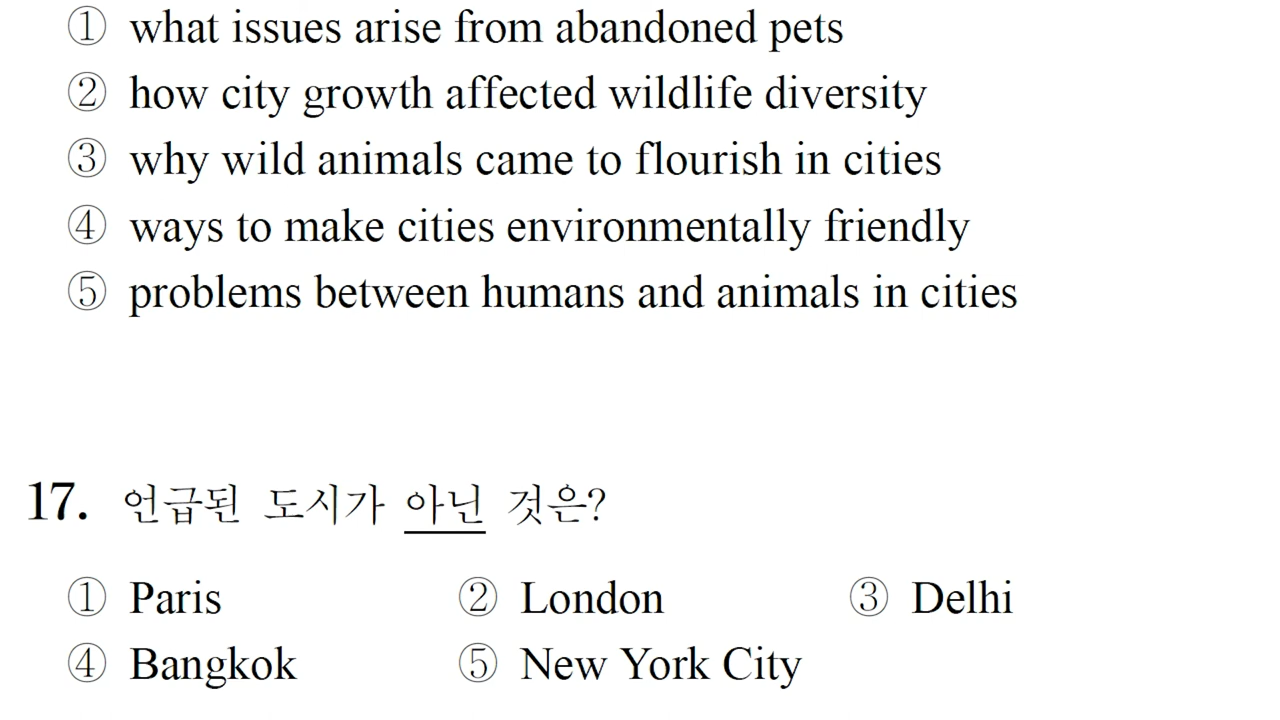 ① what issues arise from abandoned pets
② how city growth affected wildlife diversity
③ why wild animals came to flourish in cities
④ ways to make cities environmentally friendly
⑤ problems between humans and animals in cities
17. 언급된 도시가 아닌 것은?
① Paris ② London ③ Delhi
④ Bangkok ⑤ New York City